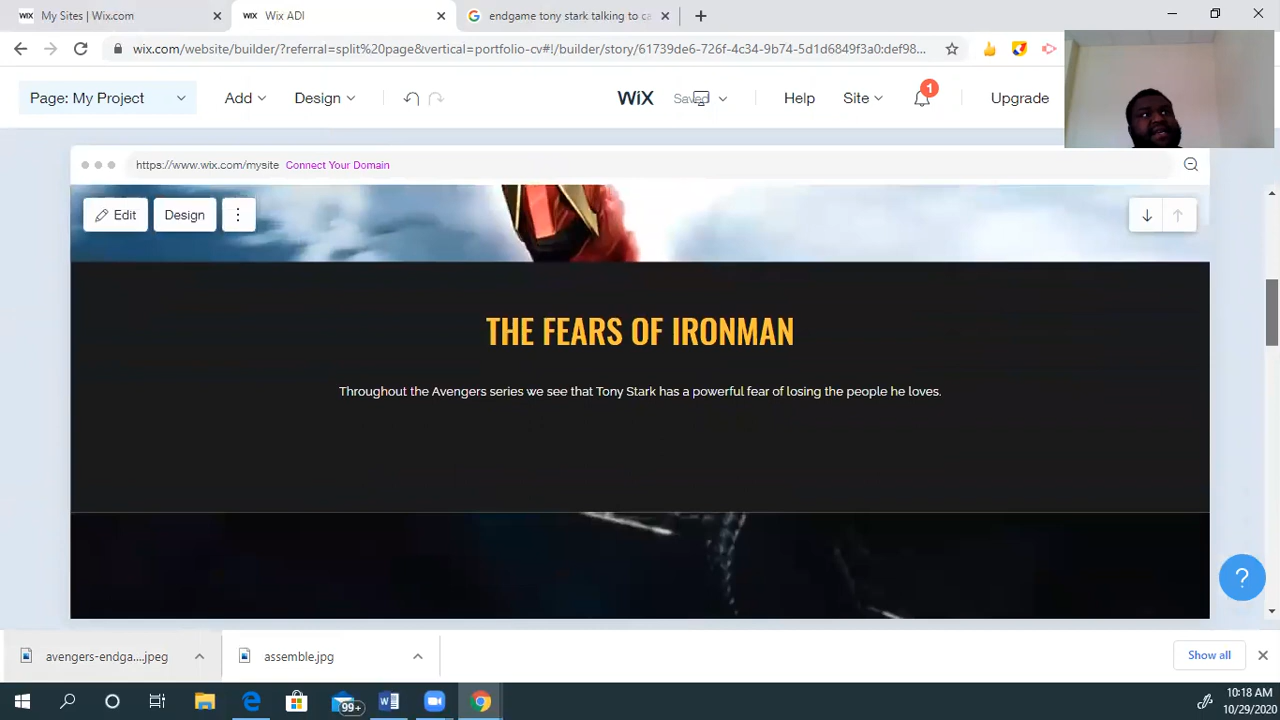 My Sites | Wix.com
Wix ADI
endgame tony stark talking to ca
wix.com/website/builder/?referral=split%20page&vertical=portfolio-cv#!/builder/story/61739de6-726f-4c34-9b74-5d1d6849f3a0:def98...
Page: My Project
Add
Design
WiX
Saved
Help
Site
1
Upgrade
https://www.wix.com/mysite Connect Your Domain
Edit
Design
THE FEARS OF IRONMAN
Throughout the Avengers series we see that Tony Stark has a powerful fear of losing the people he loves.
?
avengers-endga....jpeg
assemble.jpg
Show all
99+
10:18 AM
10/29/2020